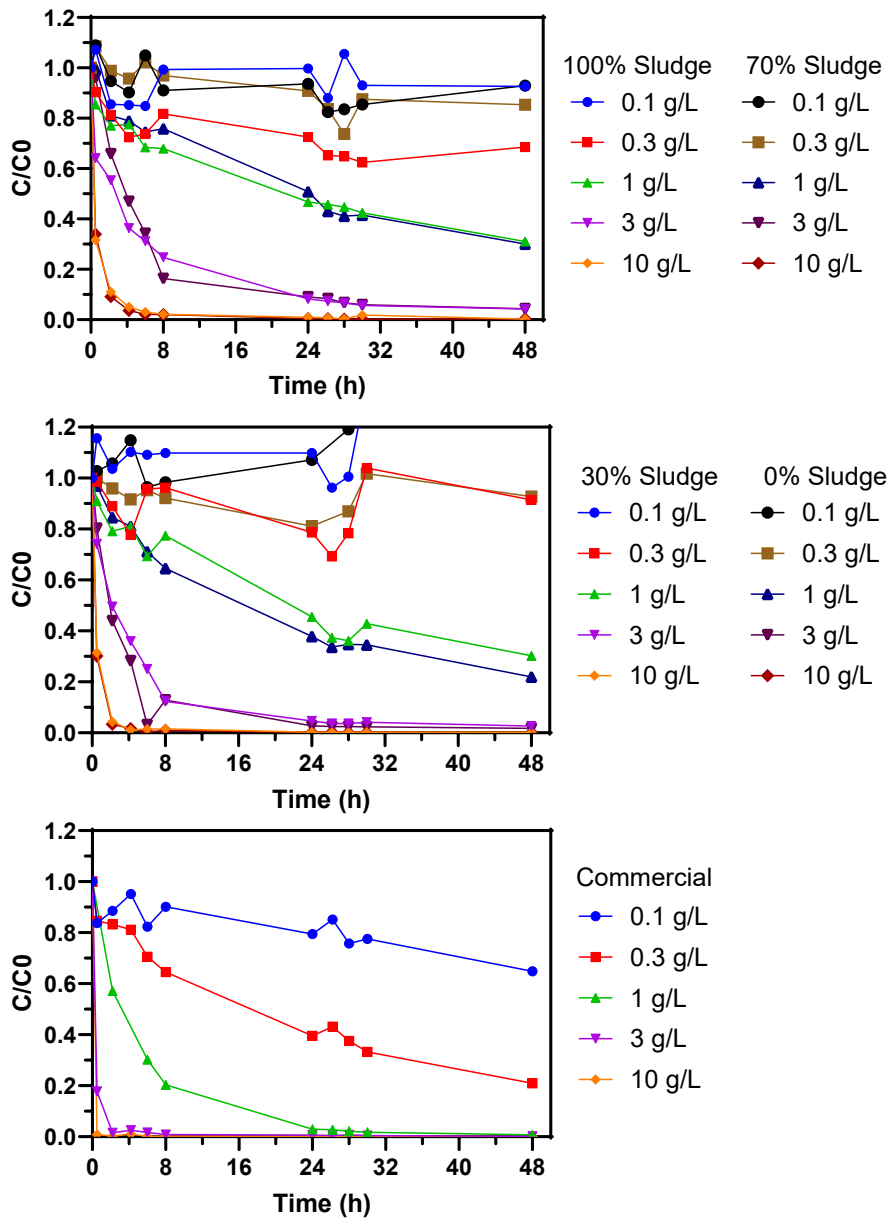 1.2
1.0
0.8
0.6
0.4
0.2
0.0
C/C0
0 8 16 24 32 40 48
Time (h)
100% Sludge 70% Sludge
0.1 g/L 0.1 g/L
0.3 g/L 0.3 g/L
1 g/L 1 g/L
3 g/L 3 g/L
10 g/L 10 g/L
1.2
1.0
0.8
0.6
0.4
0.2
0.0
C/C0
0 8 16 24 32 40 48
Time (h)
30% Sludge 0% Sludge
0.1 g/L 0.1 g/L
0.3 g/L 0.3 g/L
1 g/L 1 g/L
3 g/L 3 g/L
10 g/L 10 g/L
1.2
1.0
0.8
0.6
0.4
0.2
0.0
C/C0
0 8 16 24 32 40 48
Time (h)
Commercial
0.1 g/L
0.3 g/L
1 g/L
3 g/L
10 g/L